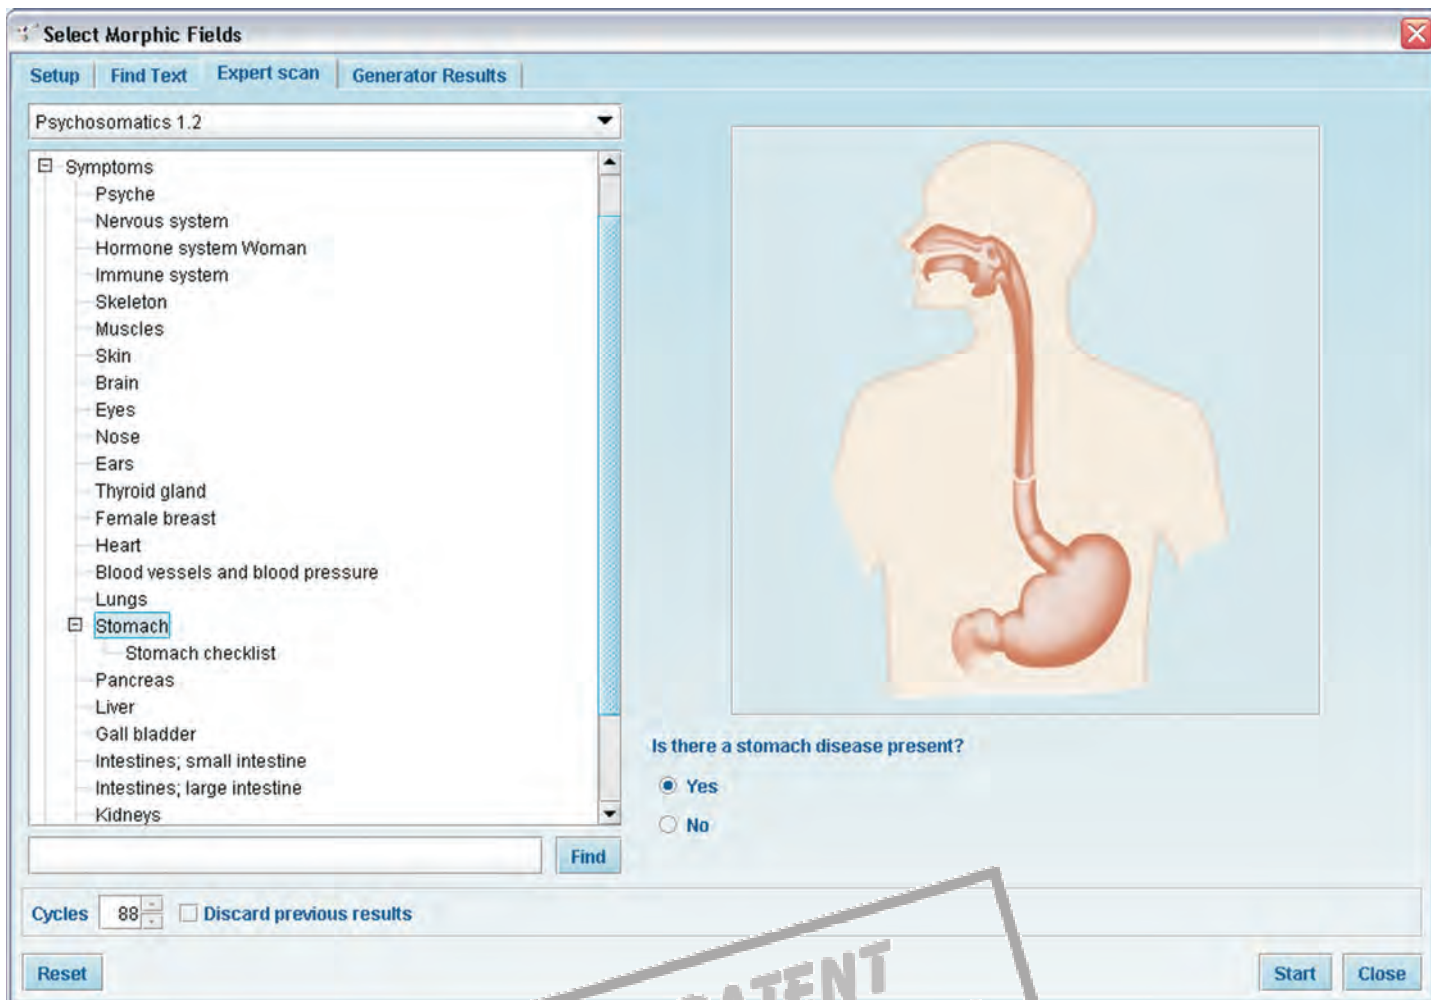 Select Morphic Fields
Setup Find Text Expert scan Generator Results
Psychosomatics 1.2
Symptoms
Psyche
Nervous system
Hormone system Woman
Immune system
Skeleton
Muscles
Skin
Brain
Eyes
Nose
Ears
Thyroid gland
Female breast
Heart
Blood vessels and blood pressure
Lungs
Stomach
Stomach checklist
Pancreas
Liver
Gall bladder
Intestines; small intestine
Intestines; large intestine
Kidneys
Find
Is there a stomach disease present?
Yes
No
Cycles 88 Discard previous results
Reset
Start Close
PATENT